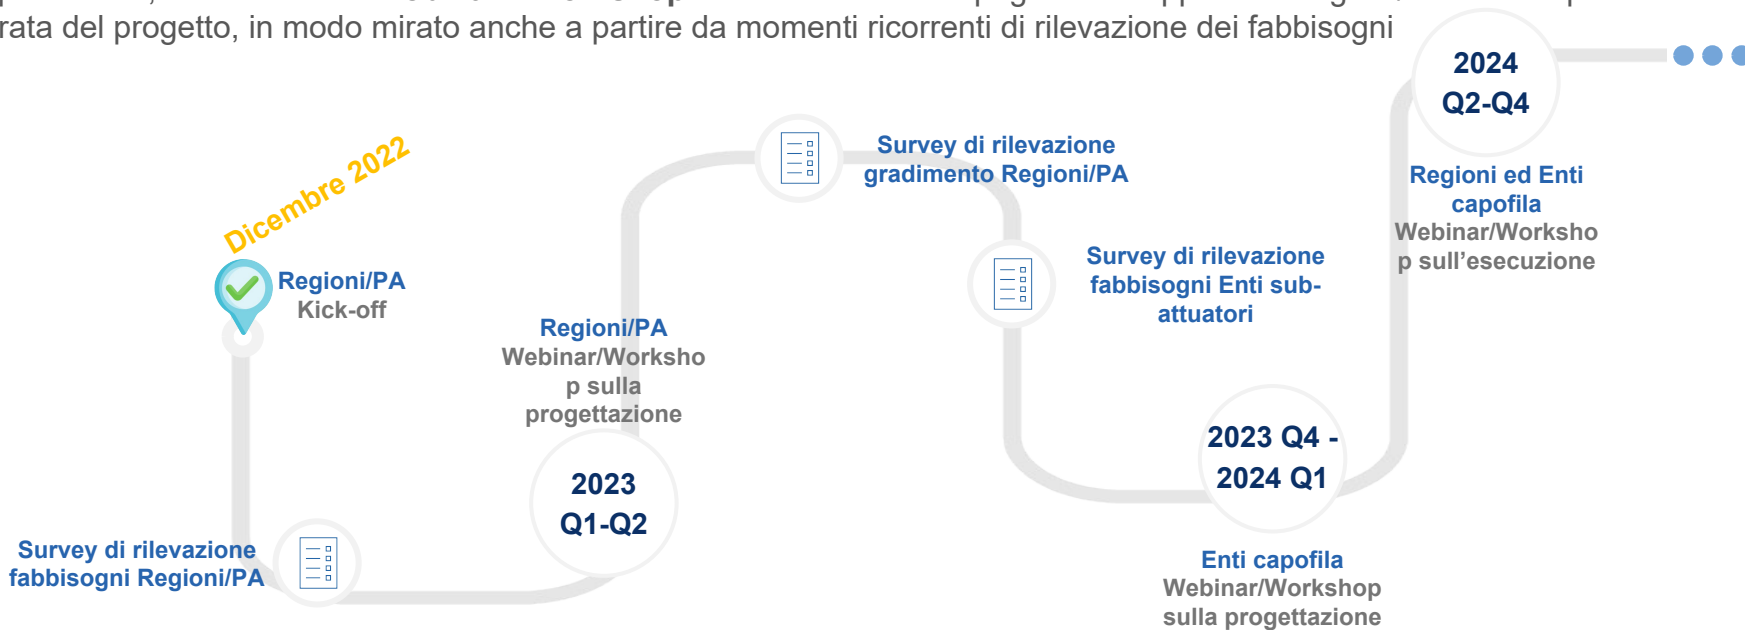 rata del progetto, in modo mirato anche a partire da momenti ricorrenti di rilevazione dei fabbisogni
2024
Q2-Q4
Regioni ed Enti
capofila
Webinar/Worksho
p sull'esecuzione
Survey di rilevazione
gradimento Regioni/PA
Dicembre 2022
Regioni/PA
Kick-off
Survey di rilevazione
fabbisogni Enti sub-
attuatori
Regioni/PA
Webinar/Worksho
p sulla
progettazione
2023
Q1-Q2
2023 Q4 -
2024 Q1
Survey di rilevazione
fabbisogni Regioni/PA
Enti capofila
Webinar/Workshop
sulla progettazione